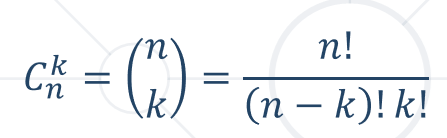 $C_n^k = \binom{n}{k} = \frac{n!}{(n-k)!\,k!}$